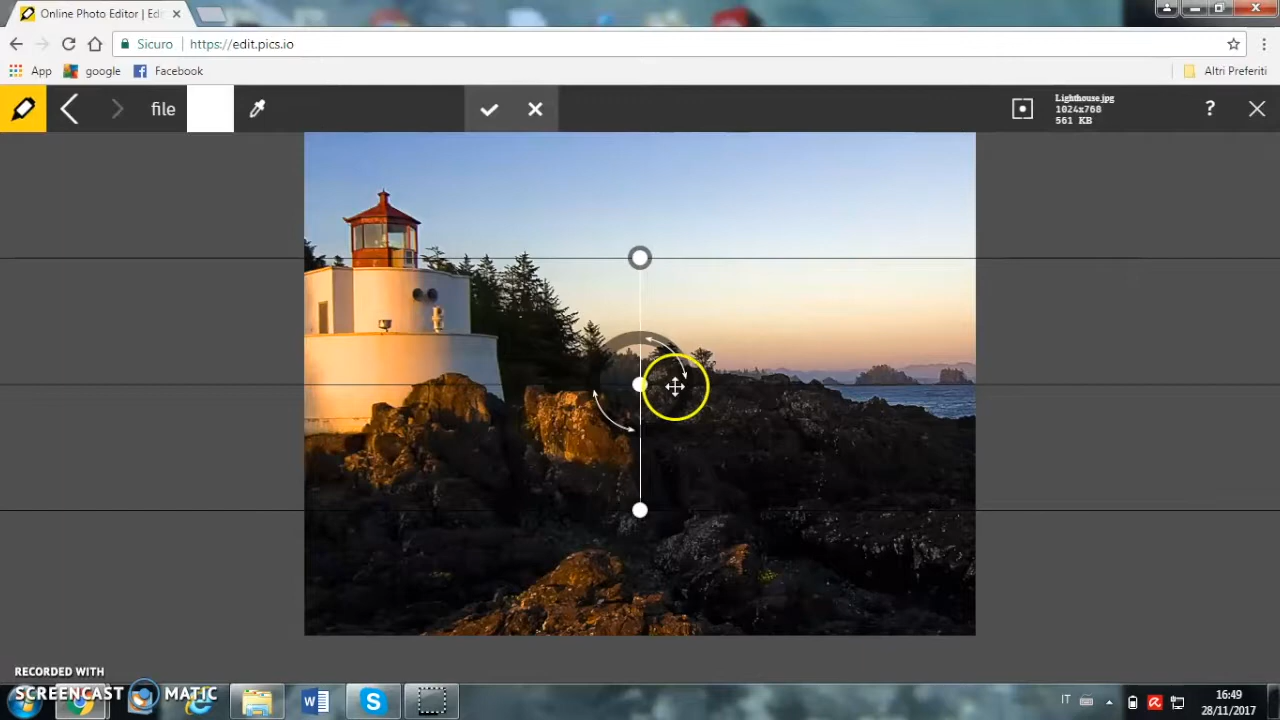 Online Photo Editor | Edi
Sicuro
https://edit.pics.io
App
google
Facebook
Altri Preferiti
file
Lighthouse.jpg
1024x768
561 KB
?
RECORDED WITH
SCREENCAST MATIC
IT
16:49
28/11/2017